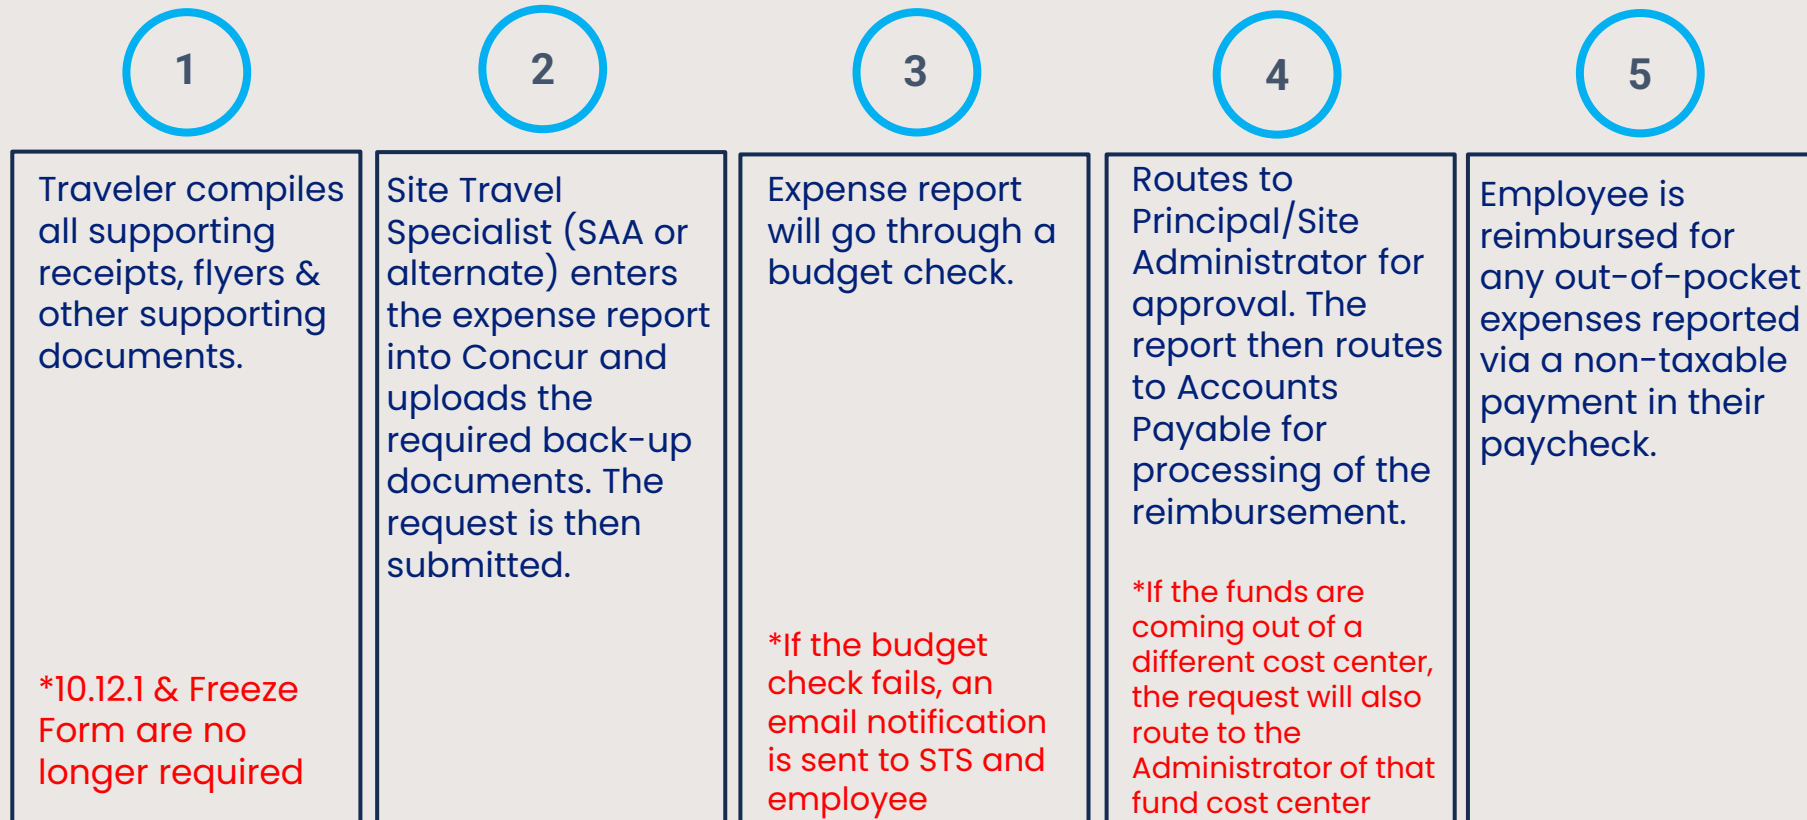 1
Traveler compiles
all supporting
receipts, flyers &
other supporting
documents.
*10.12.1 & Freeze
Form are no
longer required
2
Site Travel
Specialist (SAA or
alternate) enters
the expense report
into Concur and
uploads the
required back-up
documents. The
request is then
submitted.
3
Expense report
will go through a
budget check.
*If the budget
check fails, an
email notification
is sent to STS and
employee
4
Routes to
Principal/Site
Administrator for
approval. The
report then routes
to Accounts
Payable for
processing of the
reimbursement.
*If the funds are
coming out of a
different cost center,
the request will also
route to the
Administrator of that
fund cost center
5
Employee is
reimbursed for
any out-of-pocket
expenses reported
via a non-taxable
payment in their
paycheck.